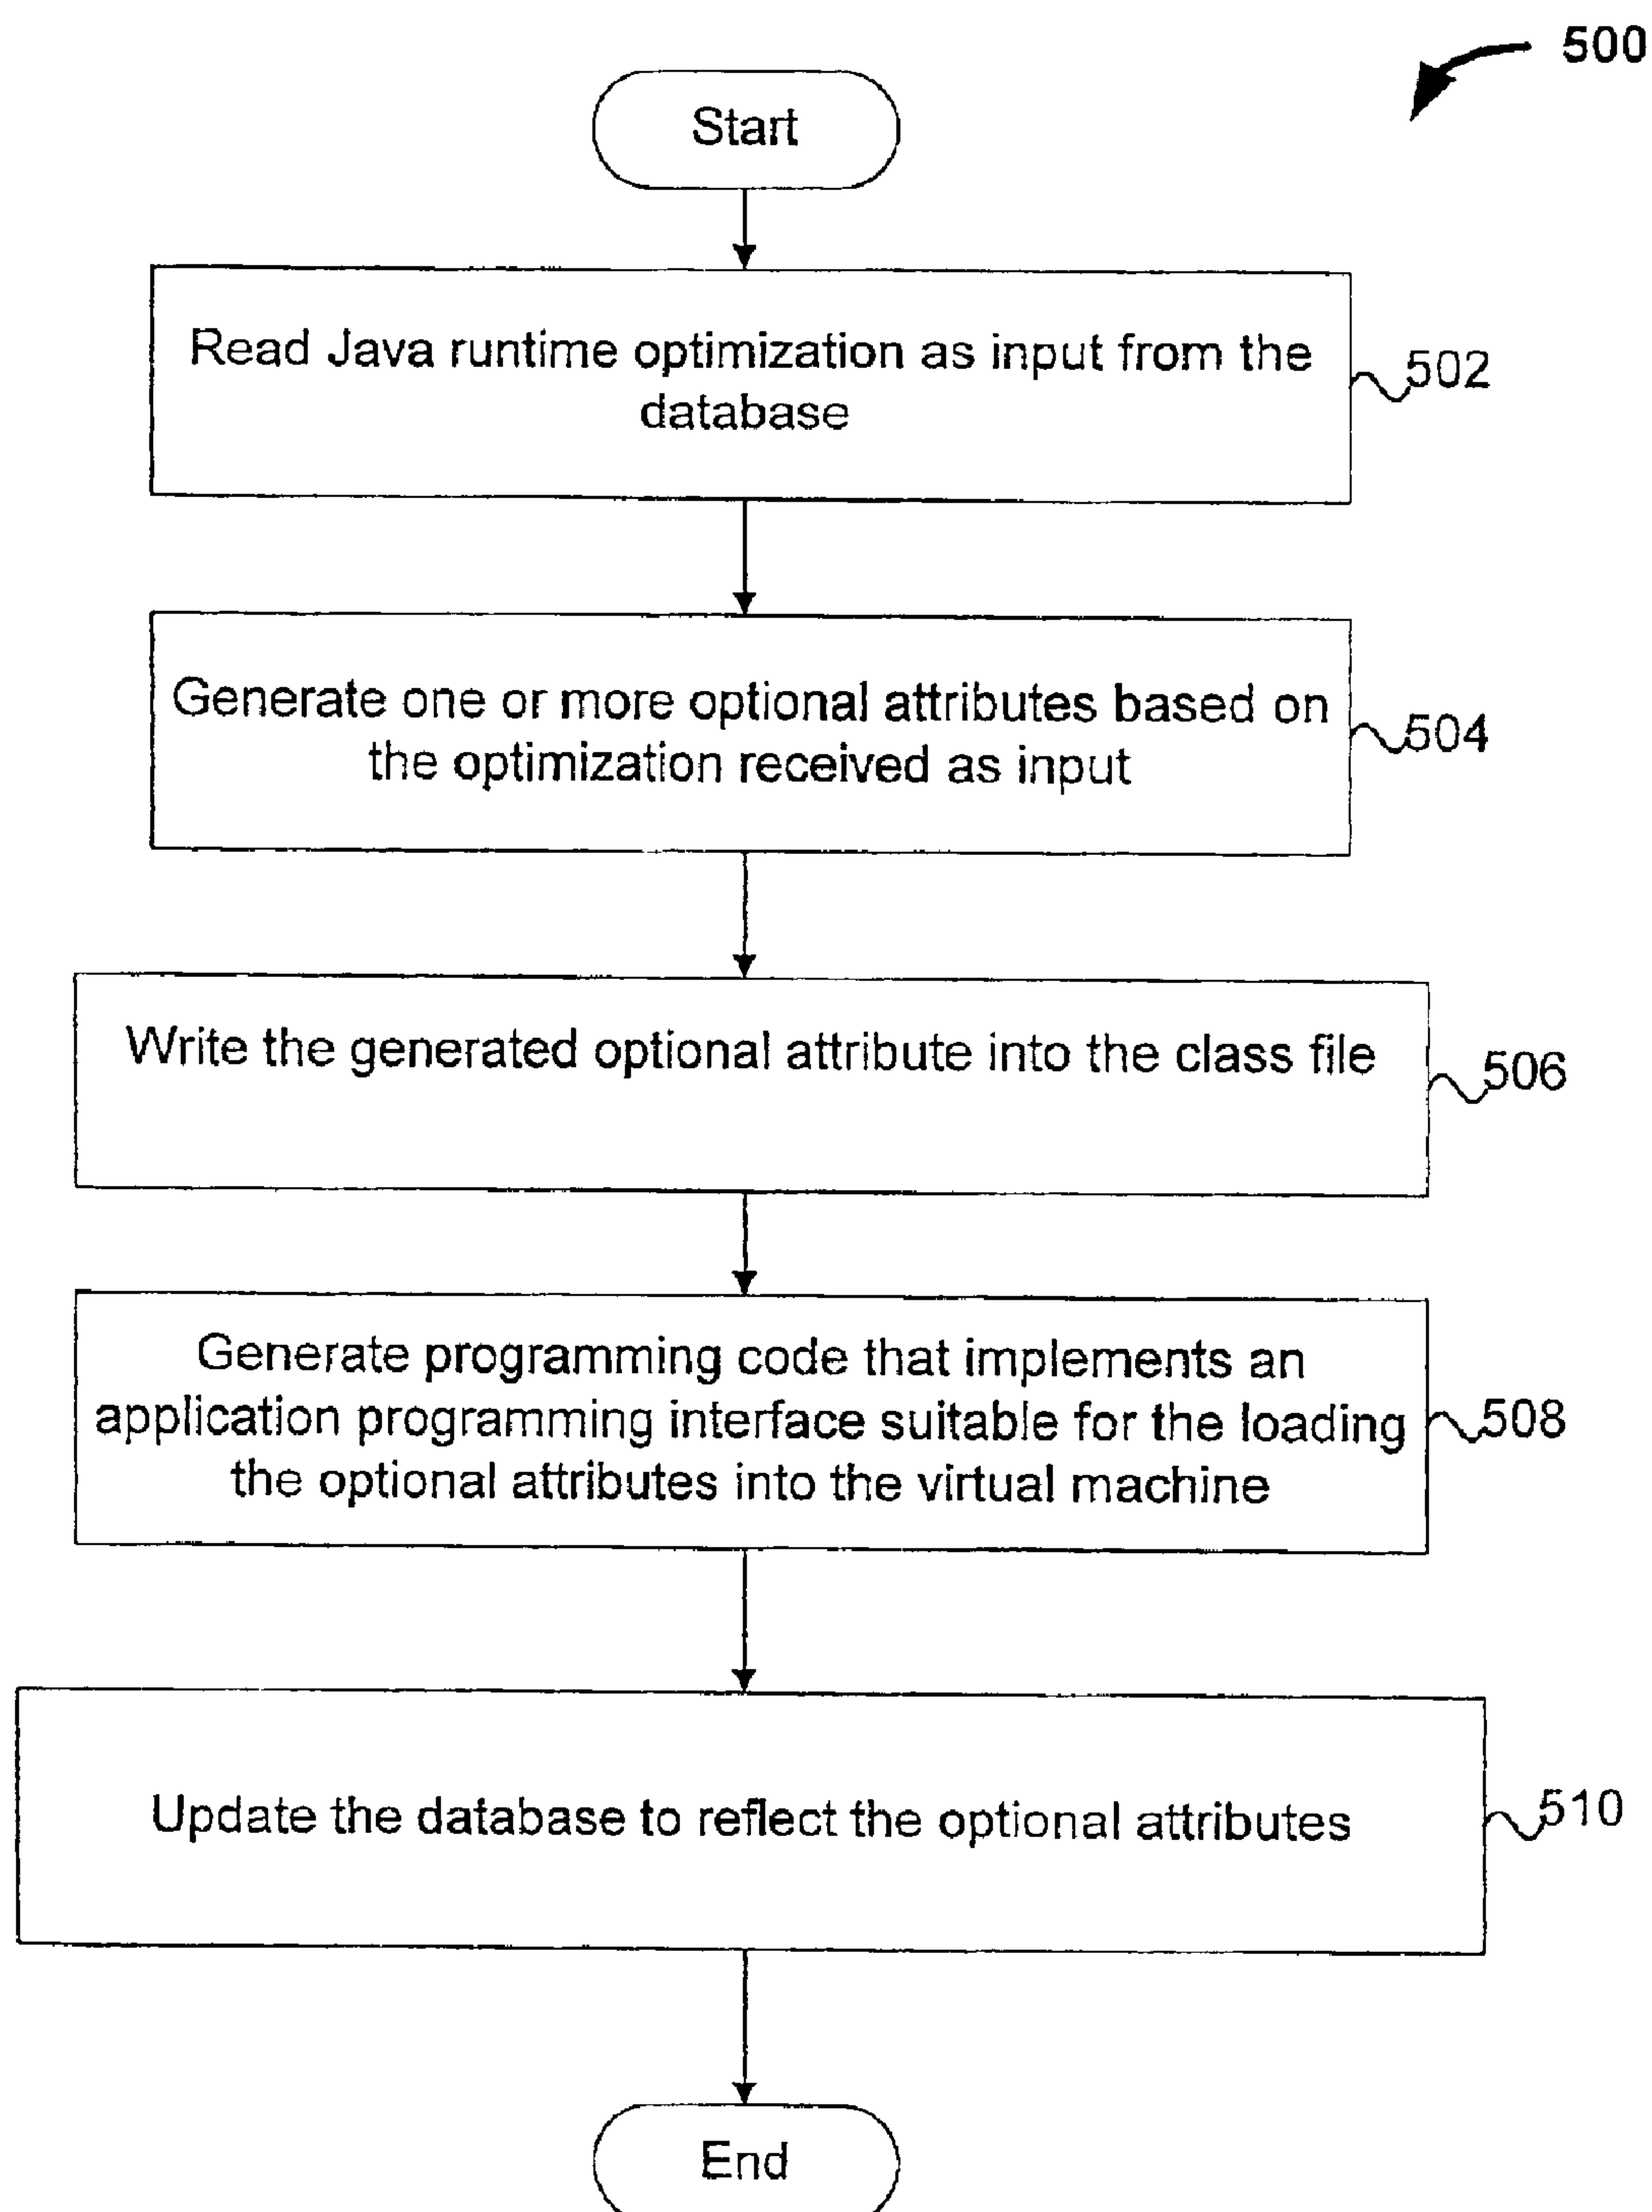 500
Start
Read Java runtime optimization as input from the
database
502
Generate one or more optional attributes based on
the optimization received as input
504
Write the generated optional attribute into the class file
506
Generate programming code that implements an
application programming interface suitable for the loading
the optional attributes into the virtual machine
508
Update the database to reflect the optional attributes
510
End